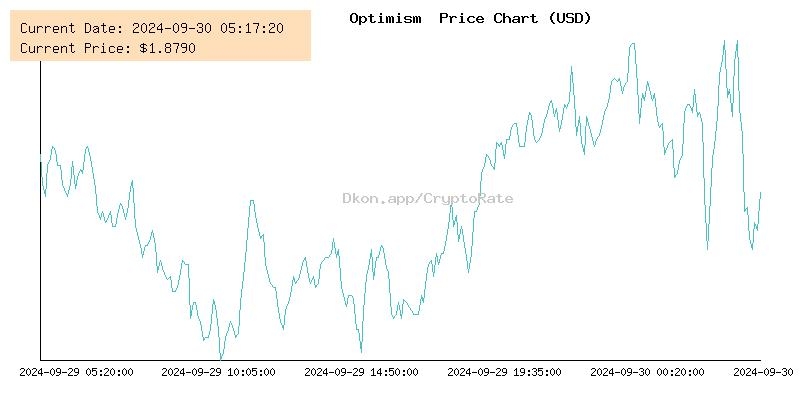 Optimism  Price Chart (USD)
Current Date: 2024-09-30 05:17:20
Current Price: $1.8790
Dkon.app/CryptoRate
2024-09-29 05:20:00 2024-09-29 10:05:00 2024-09-29 14:50:00 2024-09-29 19:35:00 2024-09-30 00:20:00 2024-09-30